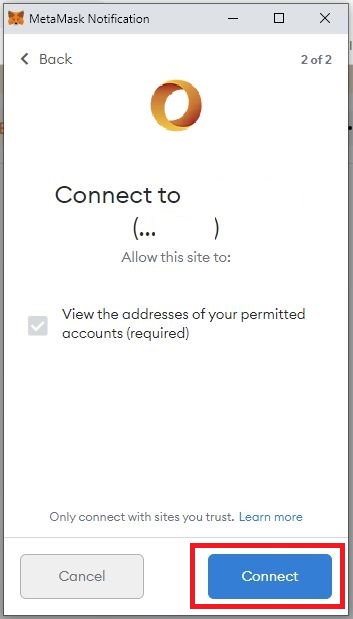 MetaMask Notification
Back
2 of 2
Connect to
(... )
Allow this site to:
View the addresses of your permitted
accounts (required)
Only connect with sites you trust. Learn more
Cancel
Connect